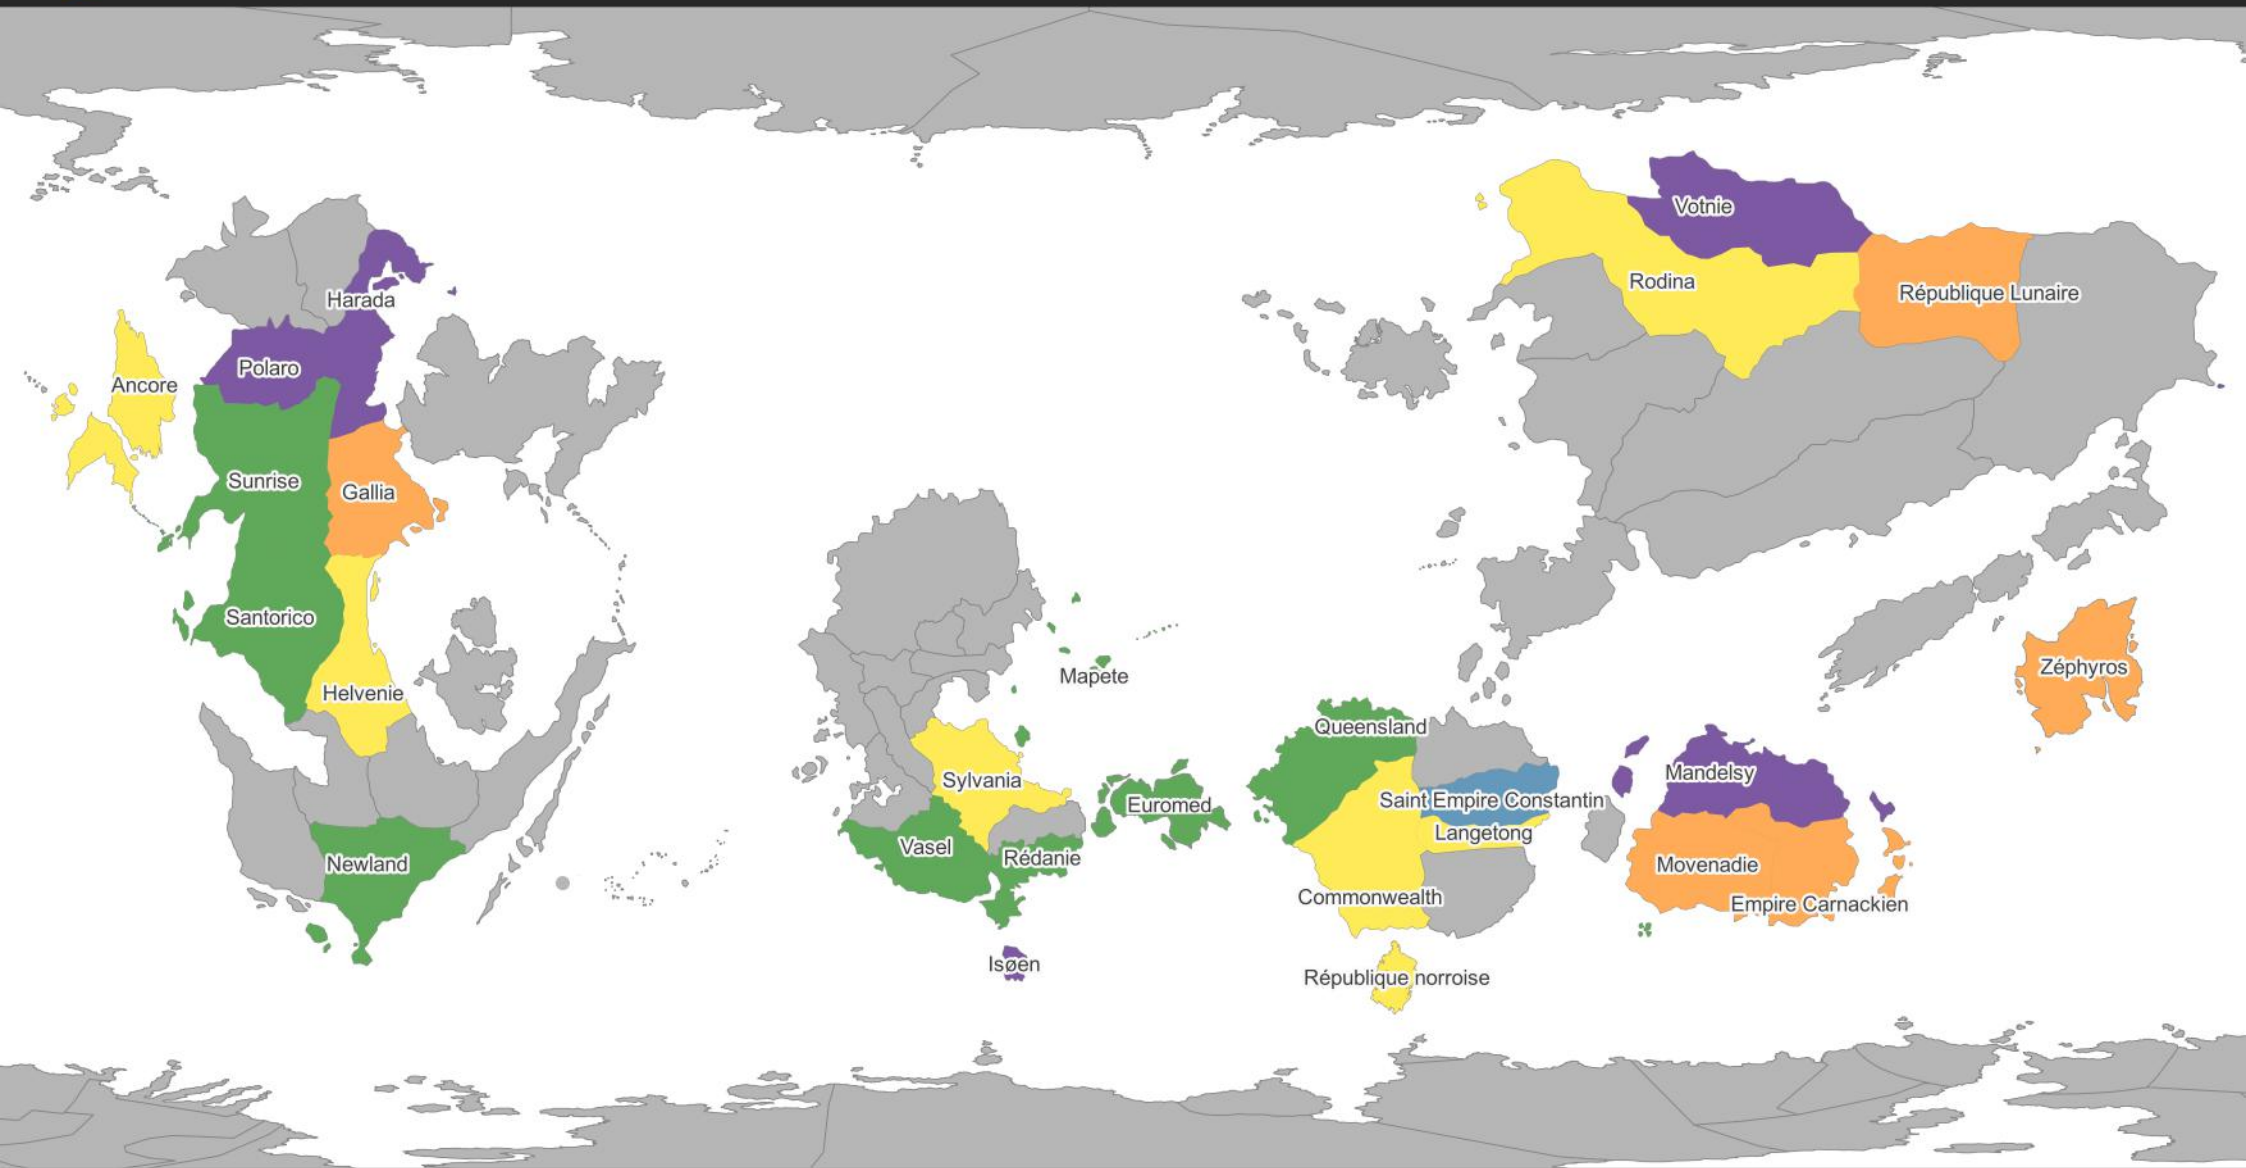 Votnie
Rodina
République Lunaire
Harada
Polaro
Ancore
Sunrise
Gallia
Santorico
Helvenie
Newland
Mapete
Sylvania
Euromed
Vasel
Rédanie
Isøen
Queensland
Saint Empire Constantin
Langetong
Commonwealth
République norroise
Mandelsy
Movenadie
Empire Carnackien
Zéphyros